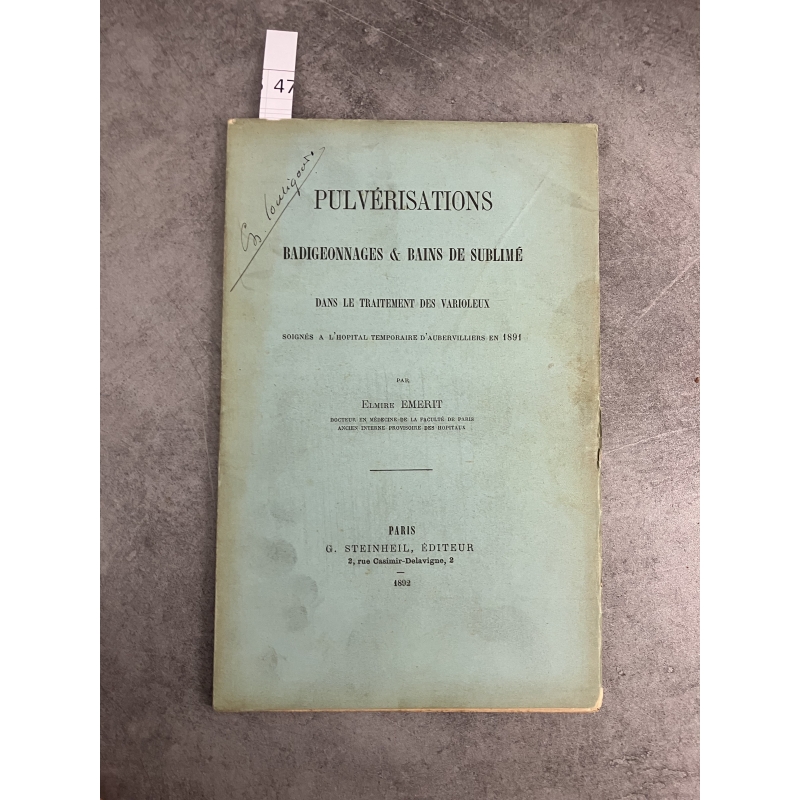 47
PULVÉRISATIONS
BADIGEONNAGES & BAINS DE SUBLIMÉ
DANS LE TRAITEMENT DES VARIOLEUX
SOIGNÉS A L'HOPITAL TEMPORAIRE D'AUBERVILLIERS EN 1891
PAR
ELMIRE EMERIT
DOCTEUR EN MÉDECINE DE LA FACULTÉ DE PARIS
ANCIEN INTERNE PROVISOIRE DES HOPITAUX
PARIS
G. STEINHEIL, ÉDITEUR
2, rue Casimir-Delavigne, 2
1892